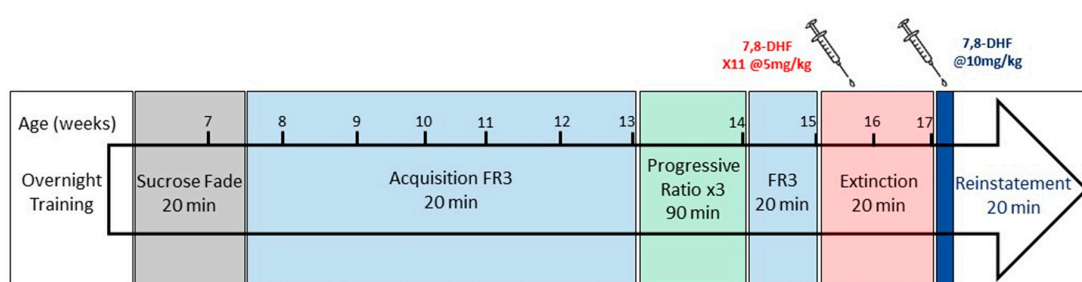 7,8-DHF
X11 @5mg/kg
7,8-DHF
@10mg/kg
Age (weeks)
7
8
9
10
11
12
13
14
15
16
17
Overnight
Training
Sucrose Fade
20 min
Acquisition FR3
20 min
Progressive
Ratio x3
90 min
FR3
20 min
Extinction
20 min
Reinstatement
20 min